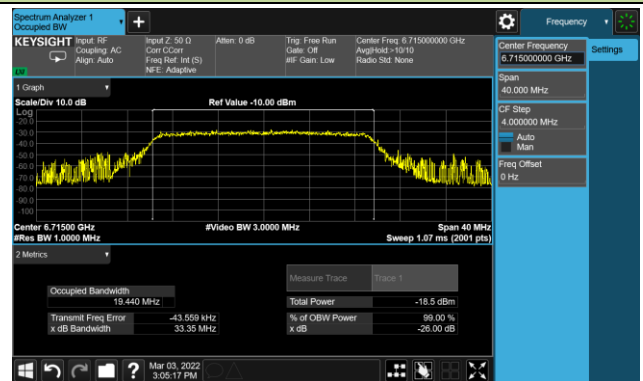 Spectrum Analyzer 1
Occupied BW
Frequency
KEYSIGHT
Input: RF
Coupling: AC
Align: Auto
Input Z: 50 Ω
Corr CCorr
Freq Ref: Int (S)
NFE: Adaptive
Atten: 0 dB
Trig: Free Run
Gate: Off
#IF Gain: Low
Center Freq: 6.715000000 GHz
Avg|Hold:>10/10
Radio Std: None
Center Frequency
6.715000000 GHz
Settings
Span
40.000 MHz
CF Step
4.000000 MHz
Auto
Man
Freq Offset
0 Hz
1 Graph
Scale/Div 10.0 dB
Ref Value -10.00 dBm
Log
-20.0
-30.0
-40.0
-50.0
-60.0
-70.0
-80.0
-90.0
-100
Center 6.71500 GHz
#Video BW 3.0000 MHz
Span 40 MHz
#Res BW 1.0000 MHz
Sweep 1.07 ms (2001 pts)
2 Metrics
Measure Trace
Trace 1
Occupied Bandwidth
19.440 MHz
Total Power
-18.5 dBm
Transmit Freq Error
-43.559 kHz
% of OBW Power
99.00 %
x dB Bandwidth
33.35 MHz
x dB
-26.00 dB
Mar 03, 2022
3:05:17 PM